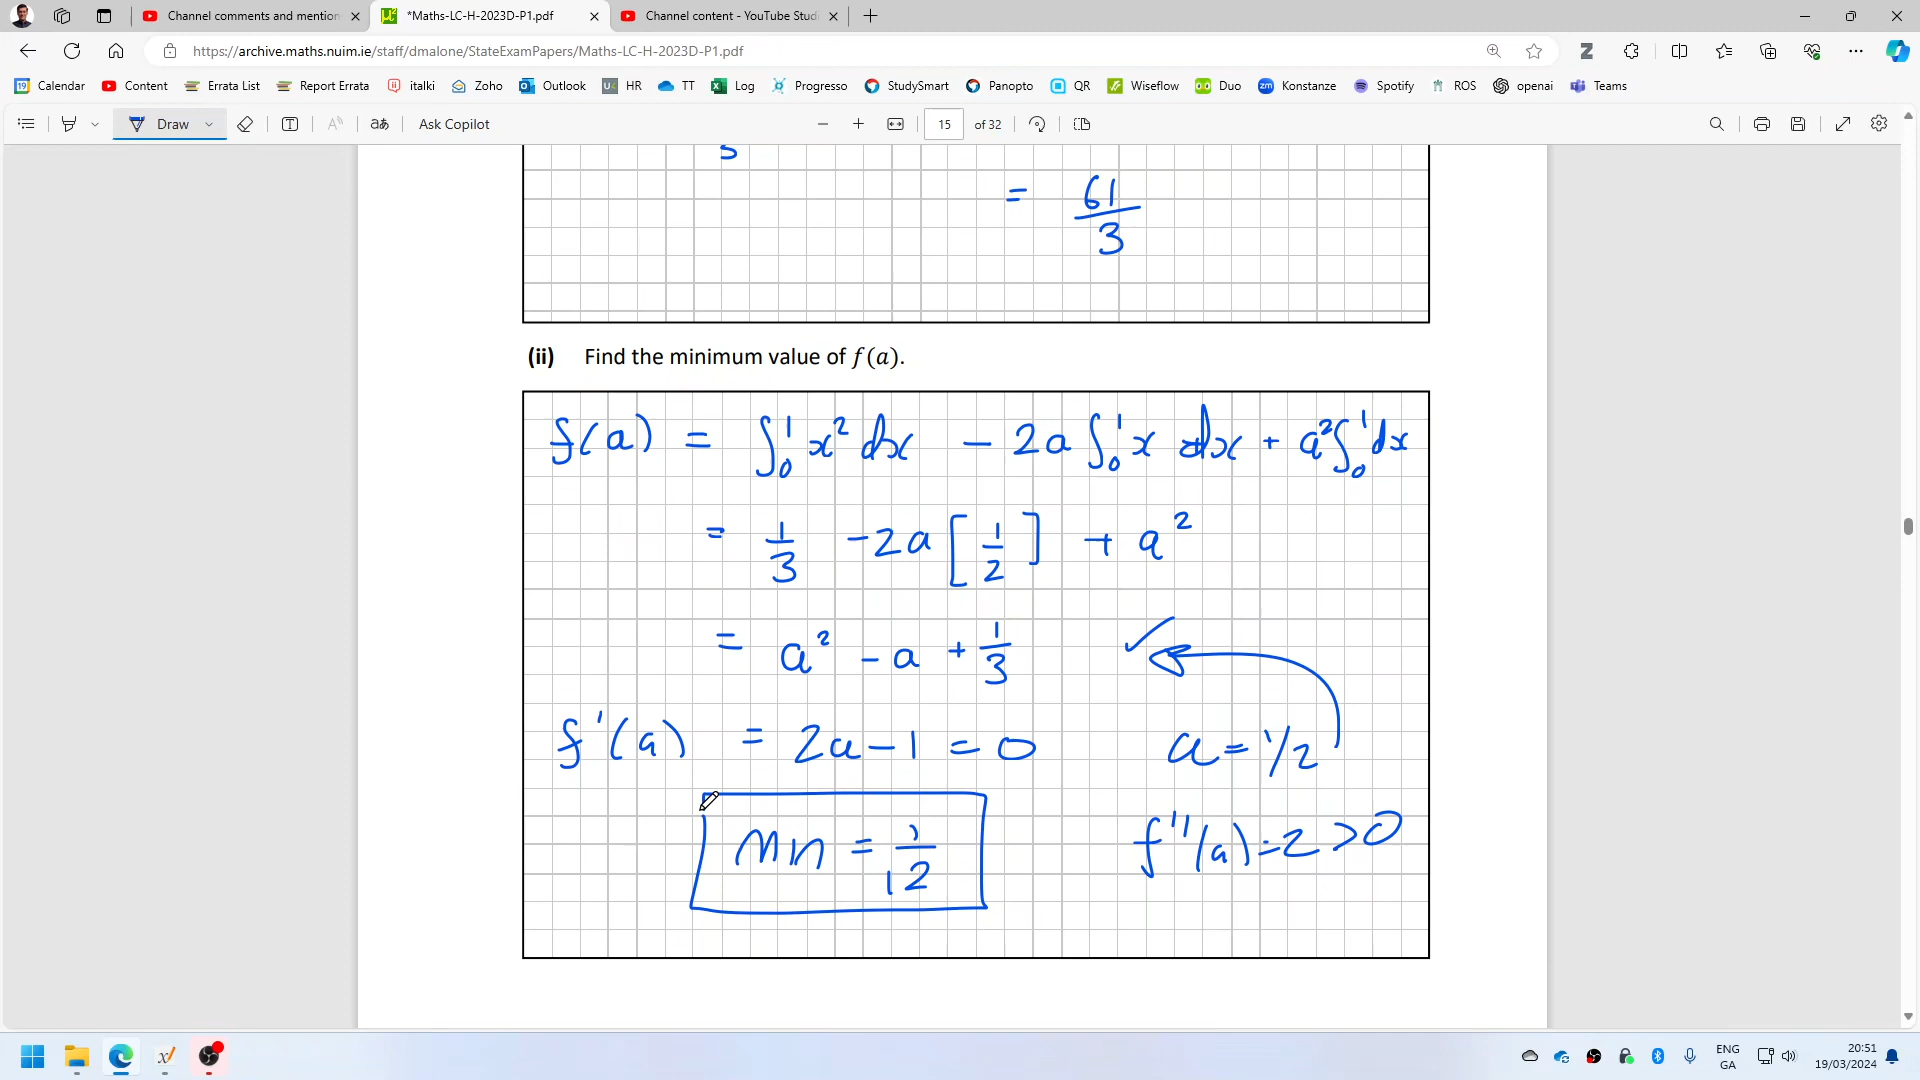 Channel comments and mention
*Maths-LC-H-2023D-P1.pdf
Channel content - YouTube Studi
https://archive.maths.nuim.ie/staff/dmalone/StateExamPapers/Maths-LC-H-2023D-P1.pdf
Calendar Content Errata List Report Errata italki Zoho Outlook HR TT Log Progresso StudySmart Panopto QR Wiseflow Duo Konstanze Spotify ROS openai Teams
Draw Ask Copilot 15 of 32
= 61/3
(ii) Find the minimum value of f(a).
f(a) = ∫₀¹ x² dx − 2a ∫₀¹ x dx + a² ∫₀¹ dx
= 1/3 −2a [1/2] + a²
= a² − a + 1/3
f'(a) = 2a − 1 = 0 a = 1/2
min = 1/12 f''(a) = 2 > 0
ENG
GA
20:51
19/03/2024